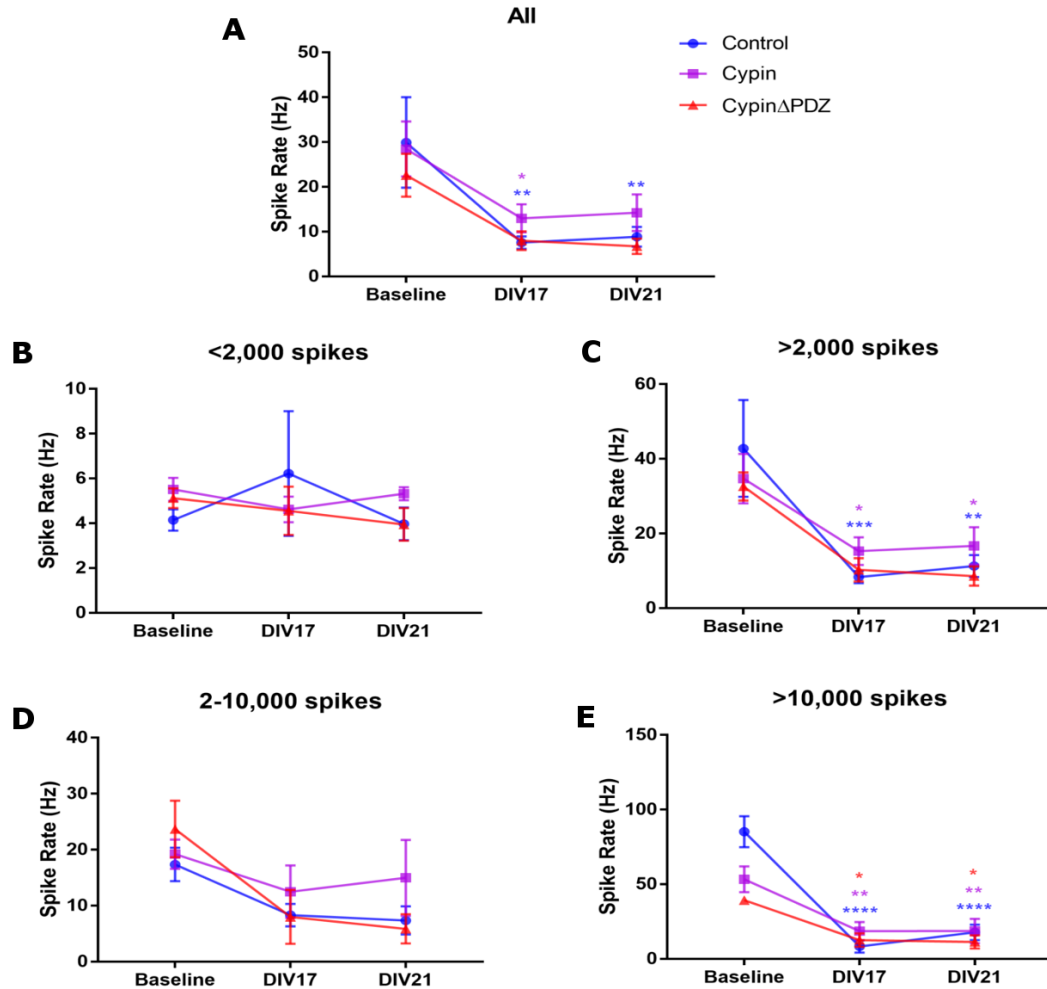 A
All
Control
Cypin
CypinΔPDZ
Spike Rate (Hz)
50
40
30
20
10
0
*
**
**
Baseline
DIV17
DIV21
B
<2,000 spikes
Spike Rate (Hz)
10
8
6
4
2
0
Baseline
DIV17
DIV21
C
>2,000 spikes
Spike Rate (Hz)
60
40
20
0
*
***
*
**
Baseline
DIV17
DIV21
D
2-10,000 spikes
Spike Rate (Hz)
40
30
20
10
0
Baseline
DIV17
DIV21
E
>10,000 spikes
Spike Rate (Hz)
150
100
50
0
*
**
****
*
**
****
Baseline
DIV17
DIV21